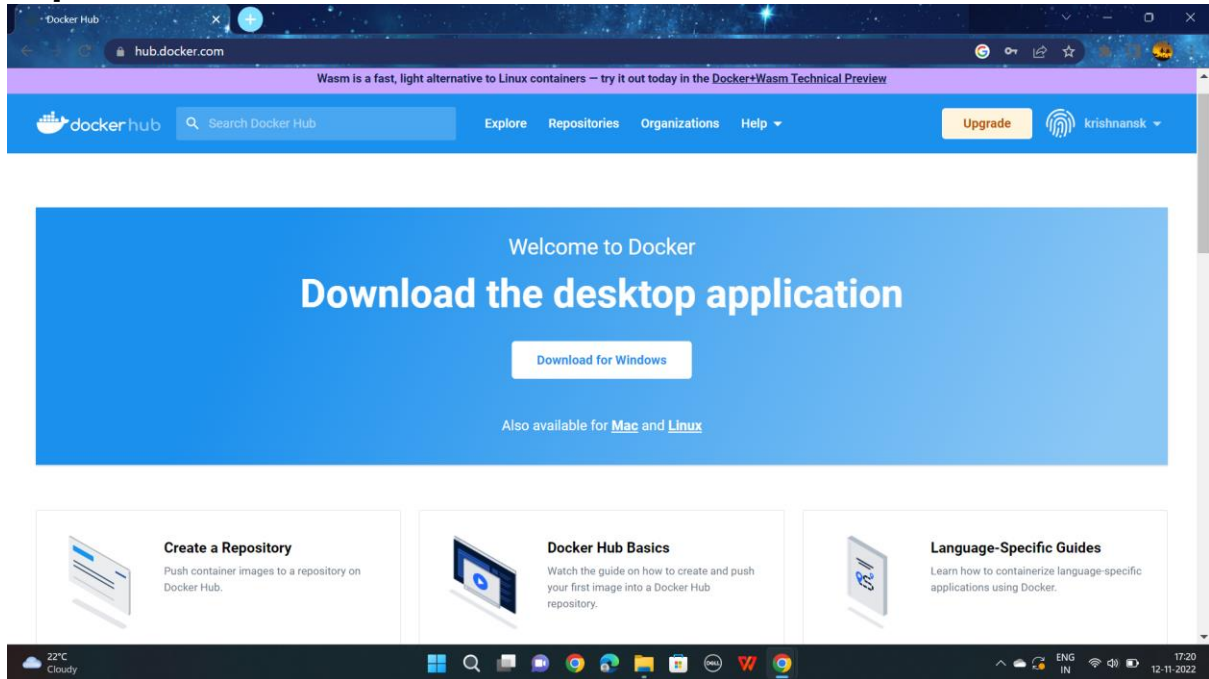 Docker Hub
hub.docker.com
Wasm is a fast, light alternative to Linux containers — try it out today in the Docker+Wasm Technical Preview
dockerhub Search Docker Hub Explore Repositories Organizations Help Upgrade krishnansk
Welcome to Docker
Download the desktop application
Download for Windows
Also available for Mac and Linux
Create a Repository
Push container images to a repository on
Docker Hub.
Docker Hub Basics
Watch the guide on how to create and push
your first image into a Docker Hub
repository.
Language-Specific Guides
Learn how to containerize language-specific
applications using Docker.
22°C
Cloudy
DELL
ENG
IN
17:20
12-11-2022